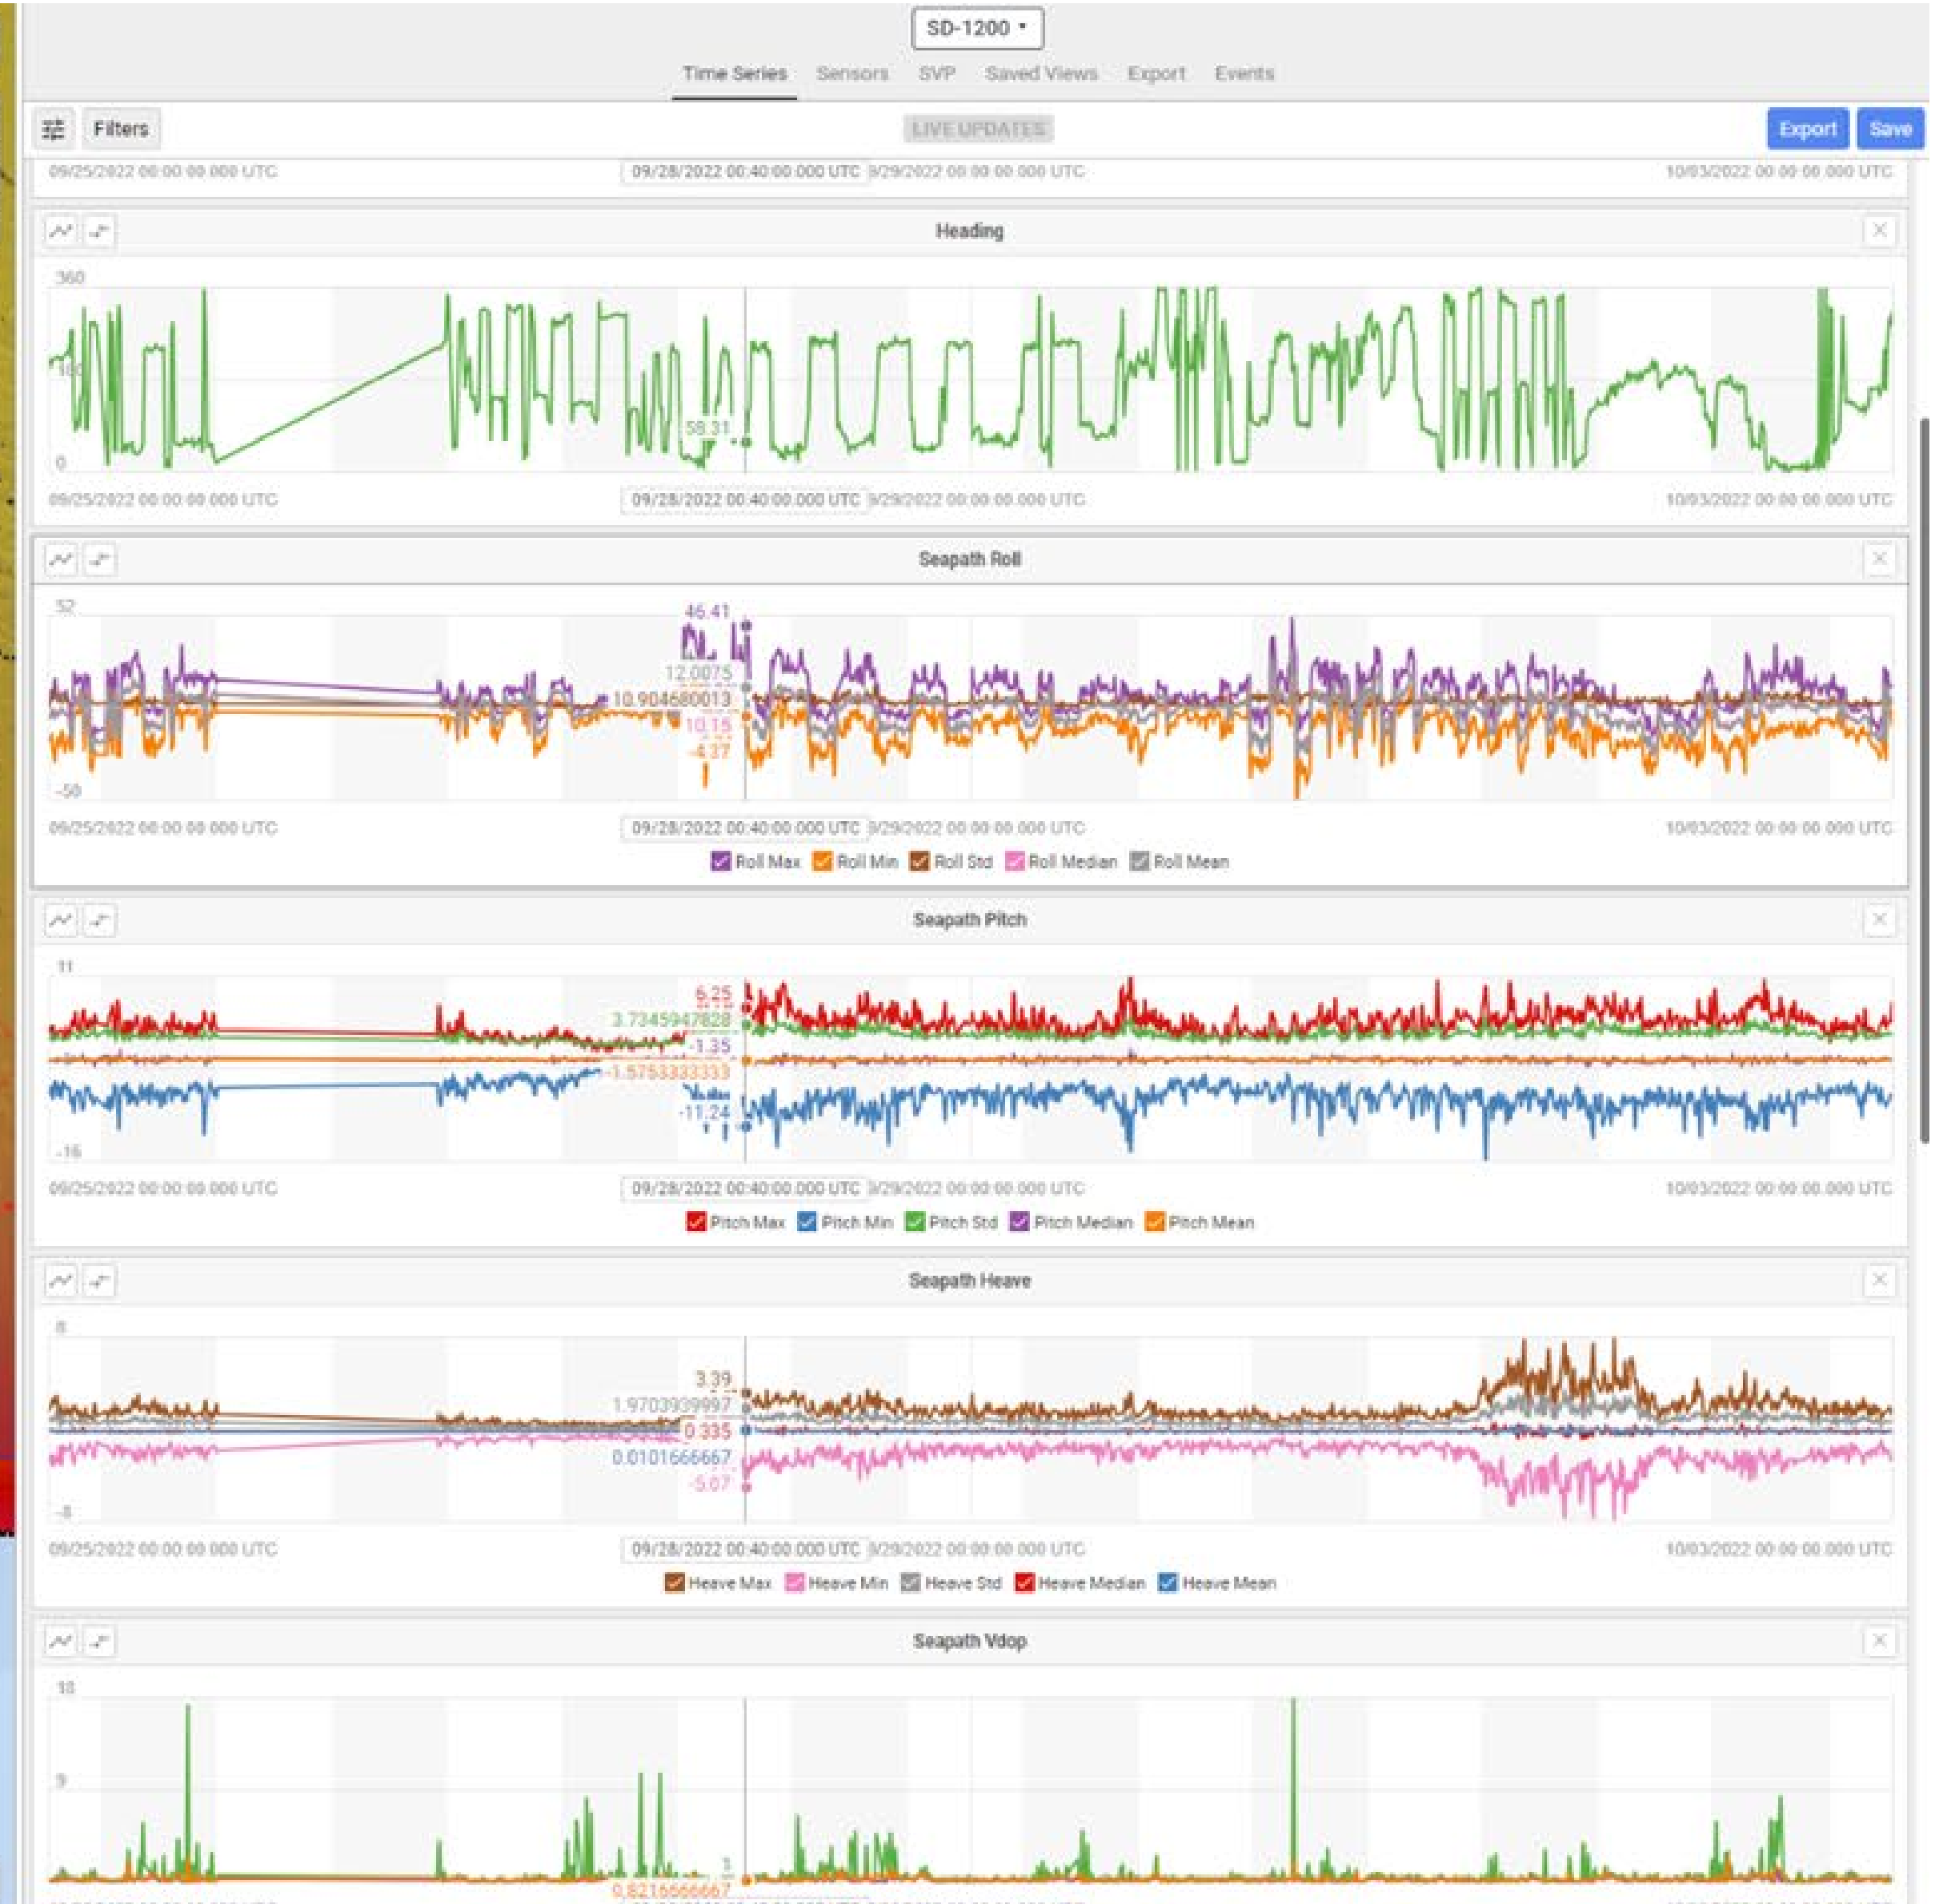 SD-1200
Time Series Sensors SVP Saved Views Export Events
Filters LIVE UPDATES Export Save
09/25/2022 00:00:00.000 UTC 09/28/2022 00:40:00.000 UTC 9/29/2022 00:00:00.000 UTC 10/03/2022 00:00:00.000 UTC
Heading
360
180
58.31
0
09/25/2022 00:00:00.000 UTC 09/28/2022 00:40:00.000 UTC 9/29/2022 00:00:00.000 UTC 10/03/2022 00:00:00.000 UTC
Seapath Roll
52
46.41
12.0075
10.904680013
10.15
-4.37
-50
09/25/2022 00:00:00.000 UTC 09/28/2022 00:40:00.000 UTC 9/29/2022 00:00:00.000 UTC 10/03/2022 00:00:00.000 UTC
Roll Max Roll Min Roll Std Roll Median Roll Mean
Seapath Pitch
11
6.25
3.7345947828
-1.35
-1.5753333333
-11.24
-16
09/25/2022 00:00:00.000 UTC 09/28/2022 00:40:00.000 UTC 9/29/2022 00:00:00.000 UTC 10/03/2022 00:00:00.000 UTC
Pitch Max Pitch Min Pitch Std Pitch Median Pitch Mean
Seapath Heave
8
3.39
1.9703939997
0.335
0.0101666667
-5.07
-8
09/25/2022 00:00:00.000 UTC 09/28/2022 00:40:00.000 UTC 9/29/2022 00:00:00.000 UTC 10/03/2022 00:00:00.000 UTC
Heave Max Heave Min Heave Std Heave Median Heave Mean
Seapath Vdop
18
9
0.8216666667